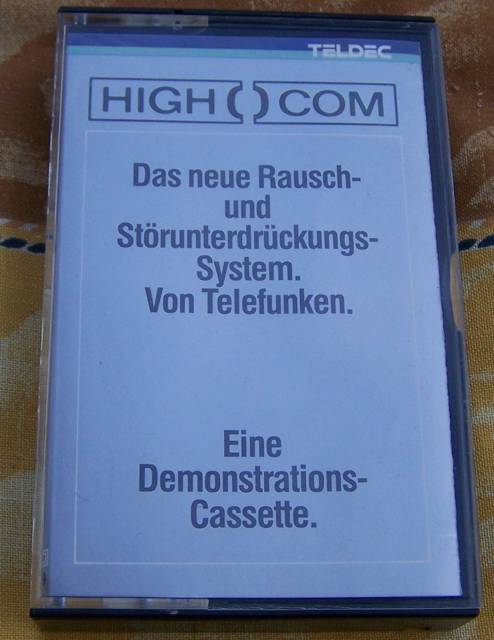 TELDEC
HIGH () COM
Das neue Rausch-
und
Störunterdrückungs-
System.
Von Telefunken.
Eine
Demonstrations-
Cassette.